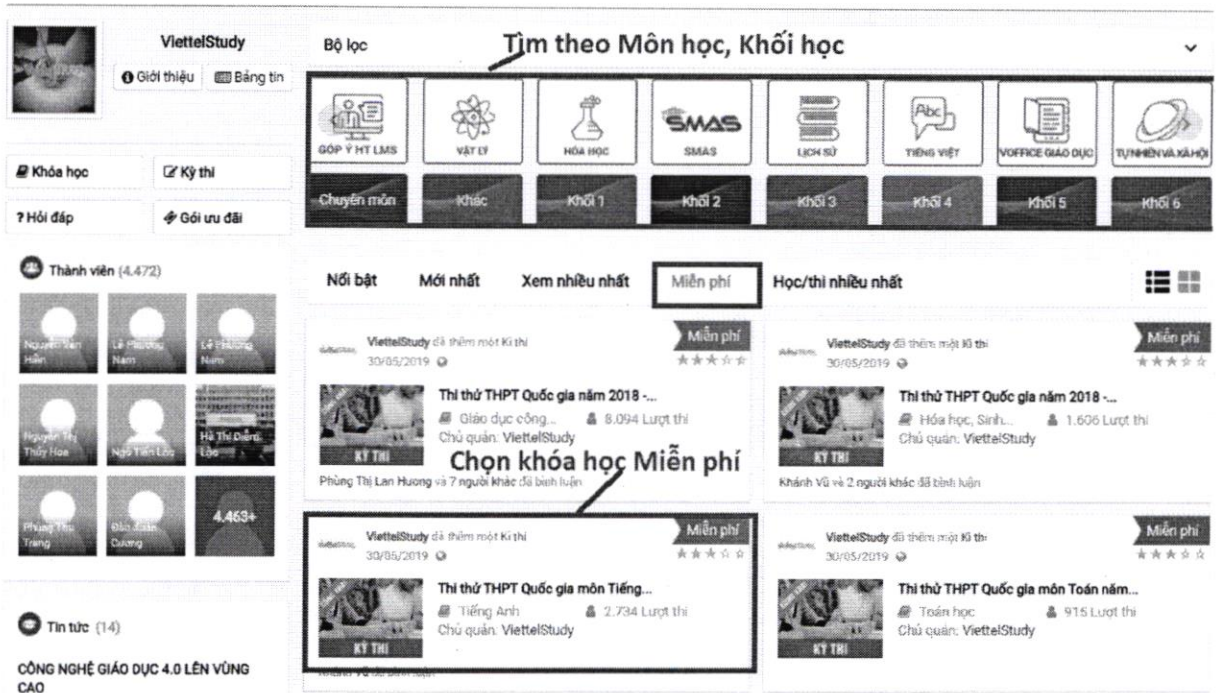 ViettelStudy
Giới thiệu
Bảng tin
Khóa học
Kỳ thi
? Hỏi đáp
Gói ưu đãi
Thành viên (4.472)
Nguyễn Văn Hiền
Lê Phương Nam
Lê Phương Nam
Nguyễn Thị Thúy Hoa
Ngô Tiến Lộc
Hà Thị Diễm Lộc
Phùng Thu Trang
Cương
4.463+
Tin tức (14)
CÔNG NGHỆ GIÁO DỤC 4.0 LÊN VÙNG
CAO
Bộ lọc
Tìm theo Môn học, Khối học
GÓP Ý HT LMS
VẬT LÝ
HÓA HỌC
SMAS
SMAS
LỊCH SỬ
Abc
TIẾNG VIỆT
VOFFICE GIÁO DỤC
TỰ NHIÊN VÀ XÃ HỘI
Chuyên môn
Khác
Khối 1
Khối 2
Khối 3
Khối 4
Khối 5
Khối 6
Nổi bật
Mới nhất
Xem nhiều nhất
Miễn phí
Học/thi nhiều nhất
ViettelStudy đã thêm một Kì thi
30/05/2019
Miễn phí
Thi thử THPT Quốc gia năm 2018 -...
Giáo dục công... 8.094 Lượt thi
Chủ quản: ViettelStudy
KỲ THI
Phùng Thị Lan Hương và 7 người khác đã bình luận
ViettelStudy đã thêm một Kì thi
30/05/2019
Miễn phí
Thi thử THPT Quốc gia năm 2018 -...
Hóa học, Sinh... 1.606 Lượt thi
Chủ quản: ViettelStudy
KỲ THI
Khánh Vũ và 2 người khác đã bình luận
Chọn khóa học Miễn phí
ViettelStudy đã thêm một Kì thi
30/05/2019
Miễn phí
Thi thử THPT Quốc gia môn Tiếng...
Tiếng Anh 2.734 Lượt thi
Chủ quản: ViettelStudy
KỲ THI
ViettelStudy đã thêm một Kì thi
30/05/2019
Miễn phí
Thi thử THPT Quốc gia môn Toán năm...
Toán học 915 Lượt thi
Chủ quản: ViettelStudy
KỲ THI